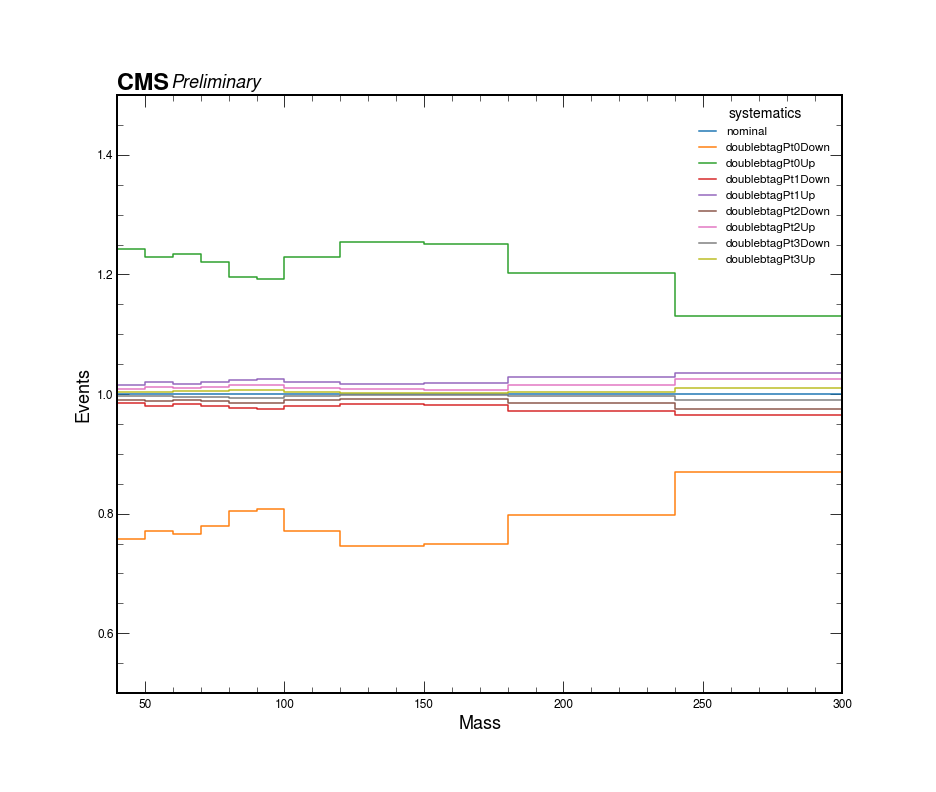 CMS Preliminary
systematics
nominal
doublebtagPt0Down
doublebtagPt0Up
doublebtagPt1Down
doublebtagPt1Up
doublebtagPt2Down
doublebtagPt2Up
doublebtagPt3Down
doublebtagPt3Up
1.4
1.2
1.0
0.8
0.6
Events
50 100 150 200 250 300
Mass